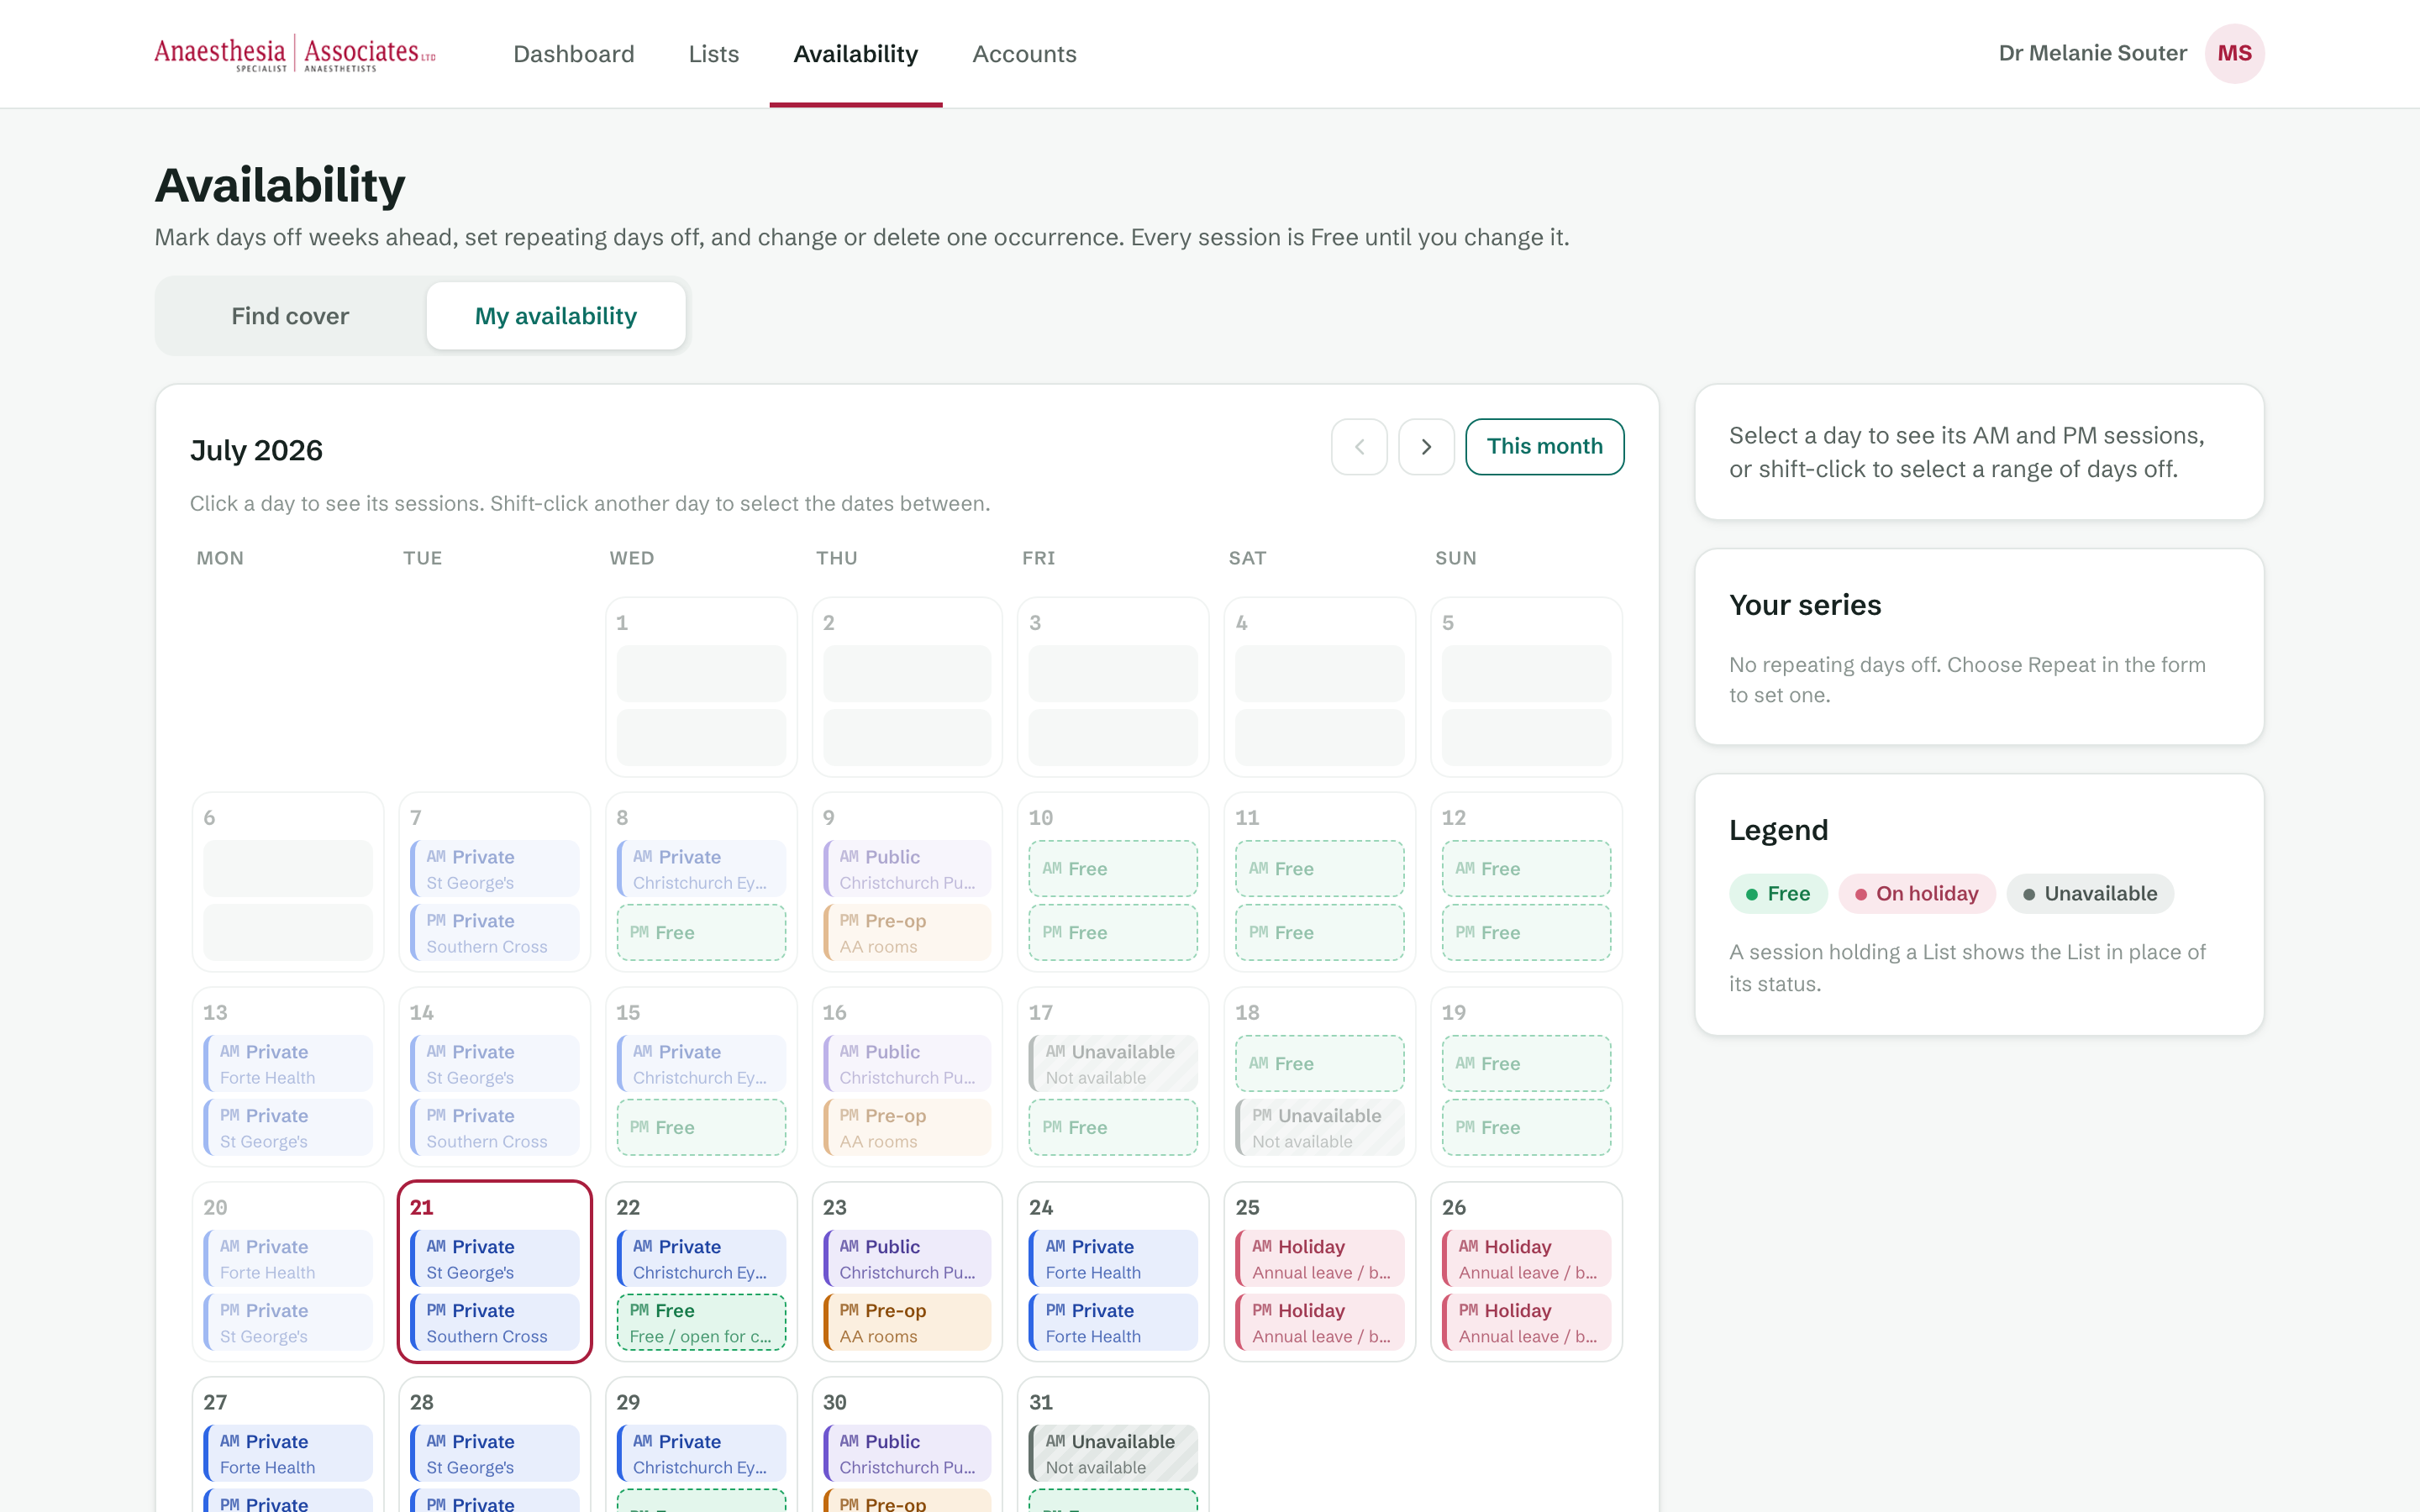 Anaesthesia | Associates LTD
SPECIALIST ANAESTHETISTS
Dashboard
Lists
Availability
Accounts
Dr Melanie Souter
MS
Availability
Mark days off weeks ahead, set repeating days off, and change or delete one occurrence. Every session is Free until you change it.
Find cover
My availability
July 2026
This month
Click a day to see its sessions. Shift-click another day to select the dates between.
MON TUE WED THU FRI SAT SUN
1
2
3
4
5
6
7
AM Private
St George's
PM Private
Southern Cross
8
AM Private
Christchurch Ey...
PM Free
9
AM Public
Christchurch Pu...
PM Pre-op
AA rooms
10
AM Free
PM Free
11
AM Free
PM Free
12
AM Free
PM Free
13
AM Private
Forte Health
PM Private
St George's
14
AM Private
St George's
PM Private
Southern Cross
15
AM Private
Christchurch Ey...
PM Free
16
AM Public
Christchurch Pu...
PM Pre-op
AA rooms
17
AM Unavailable
Not available
PM Free
18
AM Free
PM Unavailable
Not available
19
AM Free
PM Free
20
AM Private
Forte Health
PM Private
St George's
21
AM Private
St George's
PM Private
Southern Cross
22
AM Private
Christchurch Ey...
PM Free
Free / open for c...
23
AM Public
Christchurch Pu...
PM Pre-op
AA rooms
24
AM Private
Forte Health
PM Private
Forte Health
25
AM Holiday
Annual leave / b...
PM Holiday
Annual leave / b...
26
AM Holiday
Annual leave / b...
PM Holiday
Annual leave / b...
27
AM Private
Forte Health
PM Private
28
AM Private
St George's
PM Private
29
AM Private
Christchurch Ey...
30
AM Public
Christchurch Pu...
PM Pre-op
31
AM Unavailable
Not available
Select a day to see its AM and PM sessions,
or shift-click to select a range of days off.
Your series
No repeating days off. Choose Repeat in the form
to set one.
Legend
Free
On holiday
Unavailable
A session holding a List shows the List in place of
its status.